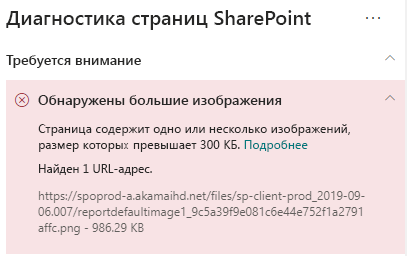 Диагностика страниц SharePoint
Требуется внимание
Обнаружены большие изображения
Страница содержит одно или несколько изображений,
размер которых превышает 300 КБ. Подробнее
Найден 1 URL-адрес.
https://spoprod-a.akamaihd.net/files/sp-client-prod_2019-09-
06.007/reportdefaultimage1_9c5a39f9e081c6e44e752f1a2791
affc.png - 986.29 KB